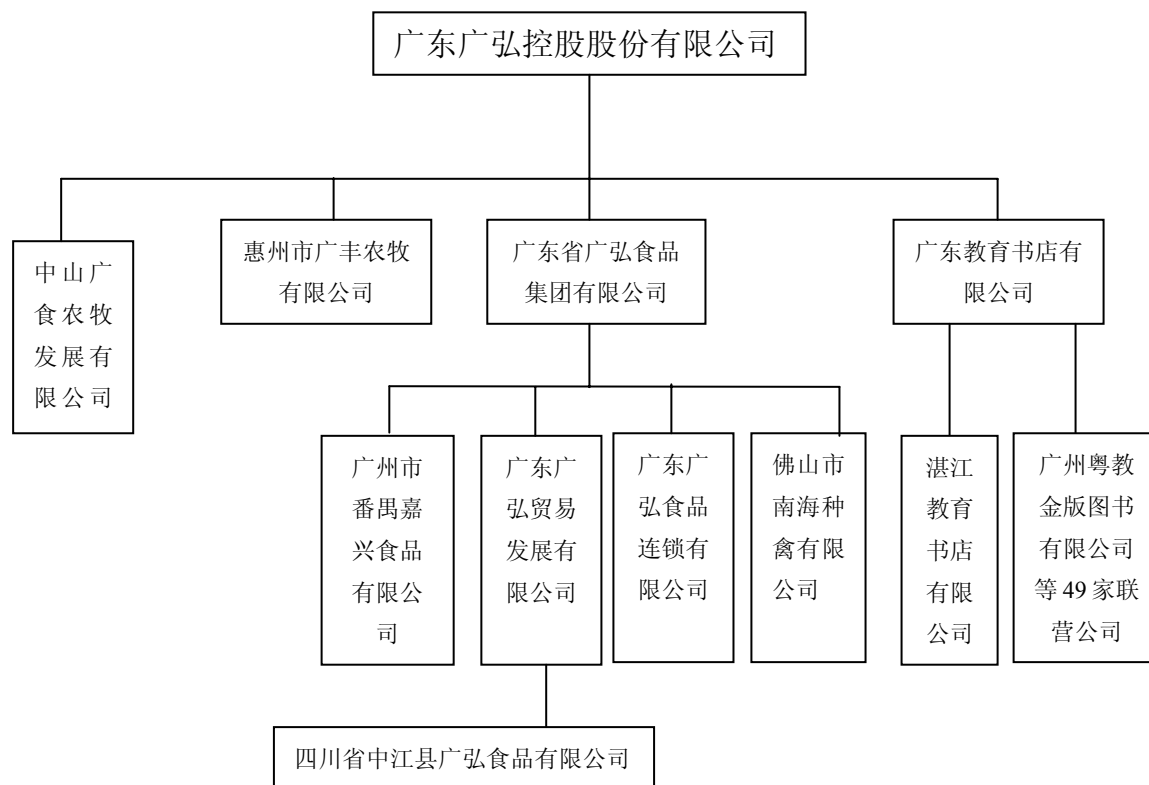 广东广弘控股股份有限公司
中山广
食农牧
发展有
限公司
惠州市广丰农牧
有限公司
广东省广弘食品
集团有限公司
广东教育书店有
限公司
广州市
番禺嘉
兴食品
有限公
司
广东广
弘贸易
发展有
限公司
广东广
弘食品
连锁有
限公司
佛山市
南海种
禽有限
公司
湛江
教育
书店
有限
公司
广州粤教
金版图书
有限公司
等 49 家联
营公司
四川省中江县广弘食品有限公司